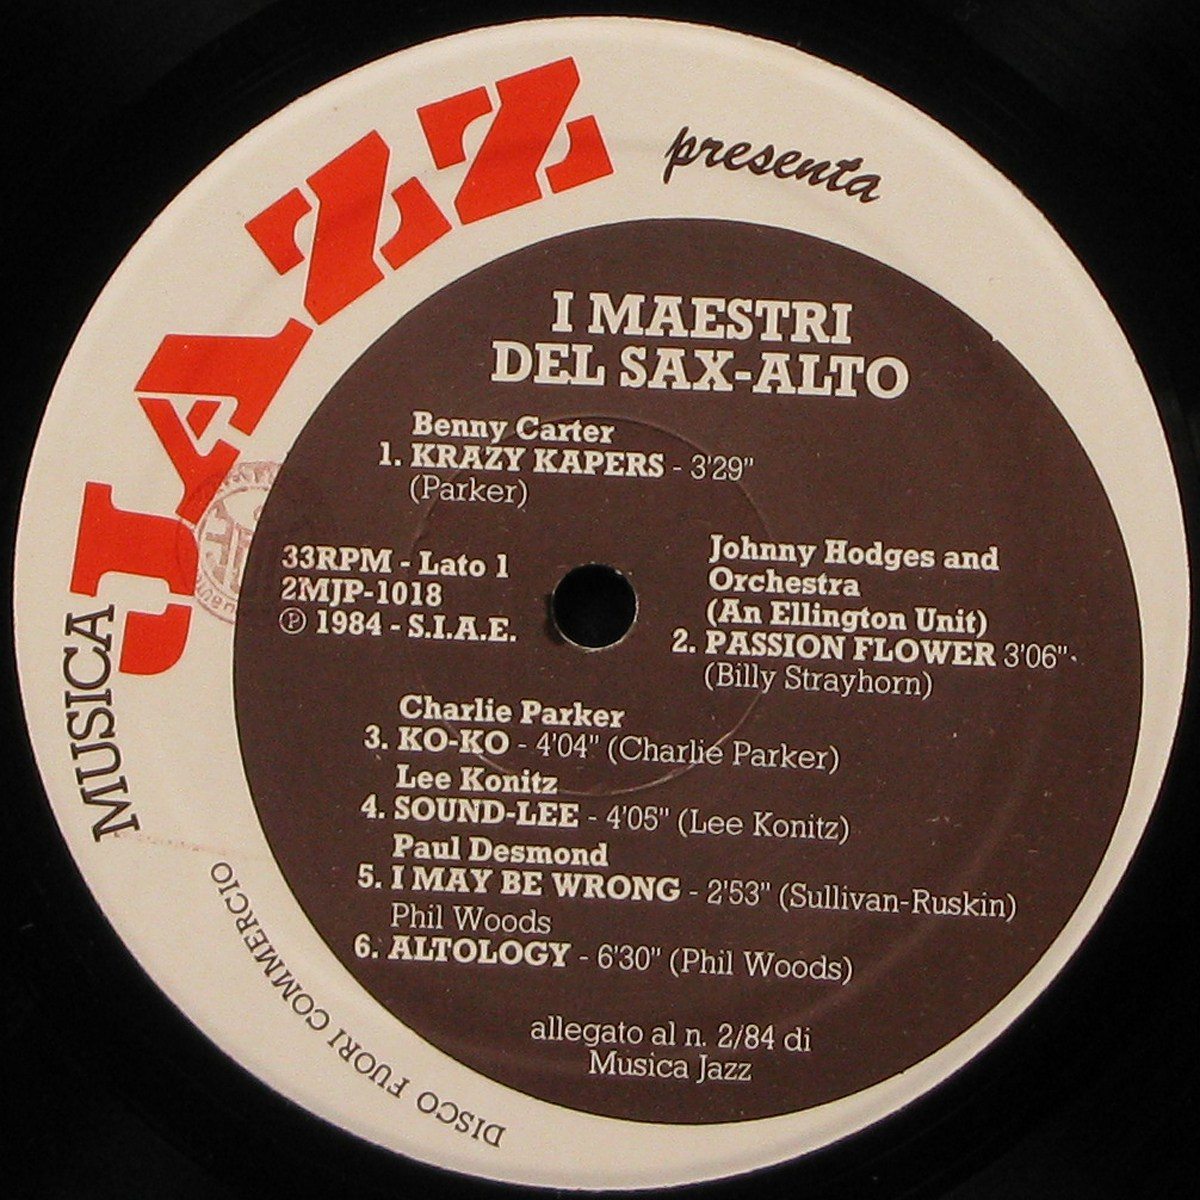 MUSICA JAZZ
presenta
I MAESTRI
DEL SAX-ALTO
Benny Carter
1. KRAZY KAPERS - 3'29"
(Parker)
33RPM - Lato 1
2MJP-1018
℗ 1984 - S.I.A.E.
Johnny Hodges and
Orchestra
(An Ellington Unit)
2. PASSION FLOWER 3'06"
(Billy Strayhorn)
Charlie Parker
3. KO-KO - 4'04" (Charlie Parker)
Lee Konitz
4. SOUND-LEE - 4'05" (Lee Konitz)
Paul Desmond
5. I MAY BE WRONG - 2'53" (Sullivan-Ruskin)
Phil Woods
6. ALTOLOGY - 6'30" (Phil Woods)
allegato al n. 2/84 di
Musica Jazz
DISCO FUORI COMMERCIO